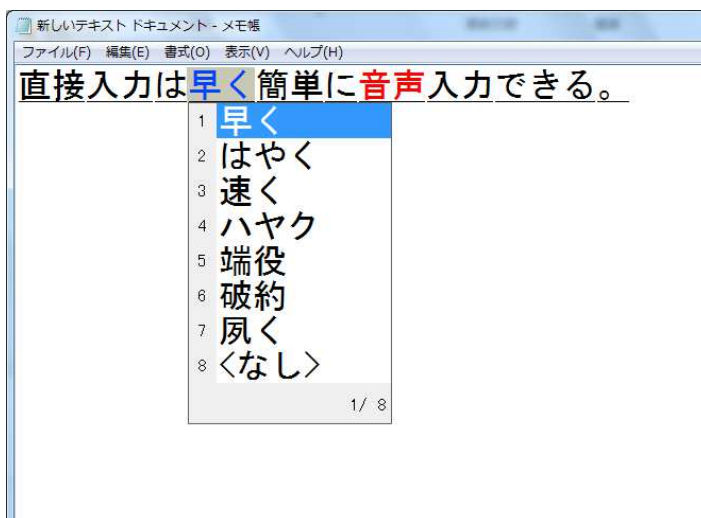 新しいテキスト ドキュメント - メモ帳
ファイル(F) 編集(E) 書式(O) 表示(V) ヘルプ(H)
直接入力は早く簡単に音声入力できる。
1 早く
2 はやく
3 速く
4 ハヤク
5 端役
6 破約
7 夙く
8 <なし>
1/ 8